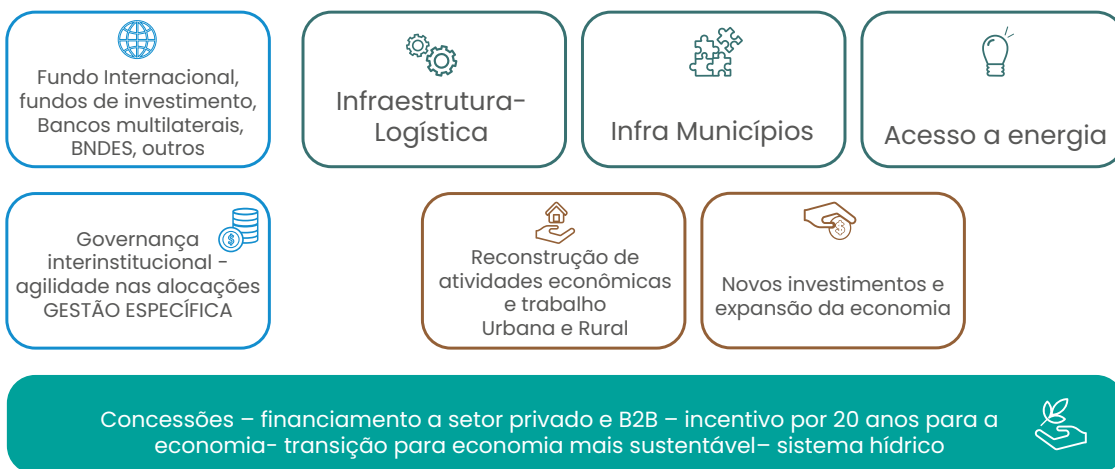 Fundo Internacional,
fundos de investimento,
Bancos multilaterais,
BNDES, outros
Infraestrutura-
Logística
Infra Municípios
Acesso a energia
Governança
interinstitucional -
agilidade nas alocações
GESTÃO ESPECÍFICA
Reconstrução de
atividades econômicas
e trabalho
Urbana e Rural
Novos investimentos e
expansão da economia
Concessões – financiamento a setor privado e B2B – incentivo por 20 anos para a
economia- transição para economia mais sustentável– sistema hídrico